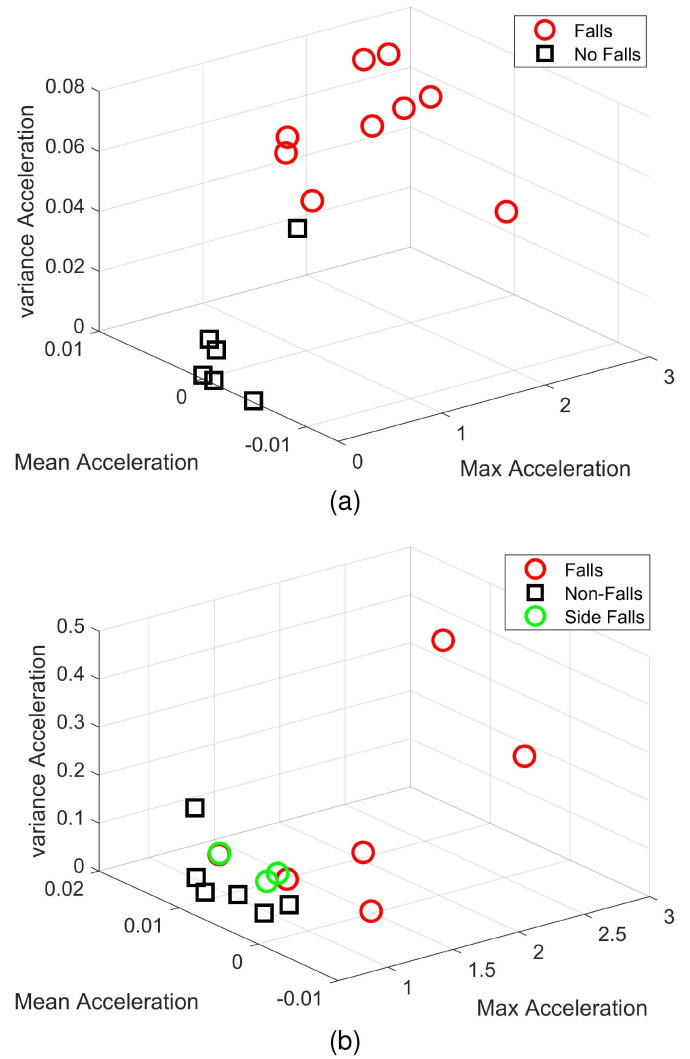 Falls
No Falls
0.08
0.06
0.04
0.02
0
variance Acceleration
0.01
0
-0.01
Mean Acceleration
0
1
2
3
Max Acceleration
(a)
Falls
Non-Falls
Side Falls
0.5
0.4
0.3
0.2
0.1
0
variance Acceleration
0.02
0.01
0
-0.01
Mean Acceleration
1
1.5
2
2.5
3
Max Acceleration
(b)